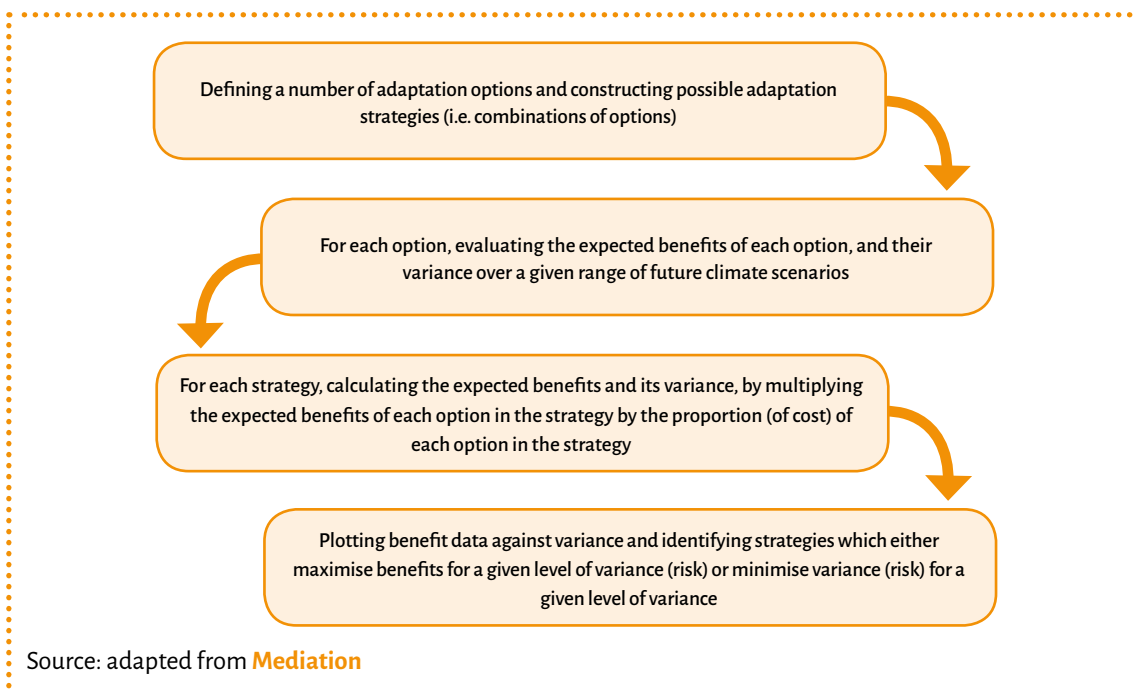 Defining a number of adaptation options and constructing possible adaptation
strategies (i.e. combinations of options)
For each option, evaluating the expected benefits of each option, and their
variance over a given range of future climate scenarios
For each strategy, calculating the expected benefits and its variance, by multiplying
the expected benefits of each option in the strategy by the proportion (of cost) of
each option in the strategy
Plotting benefit data against variance and identifying strategies which either
maximise benefits for a given level of variance (risk) or minimise variance (risk) for a
given level of variance
Source: adapted from Mediation